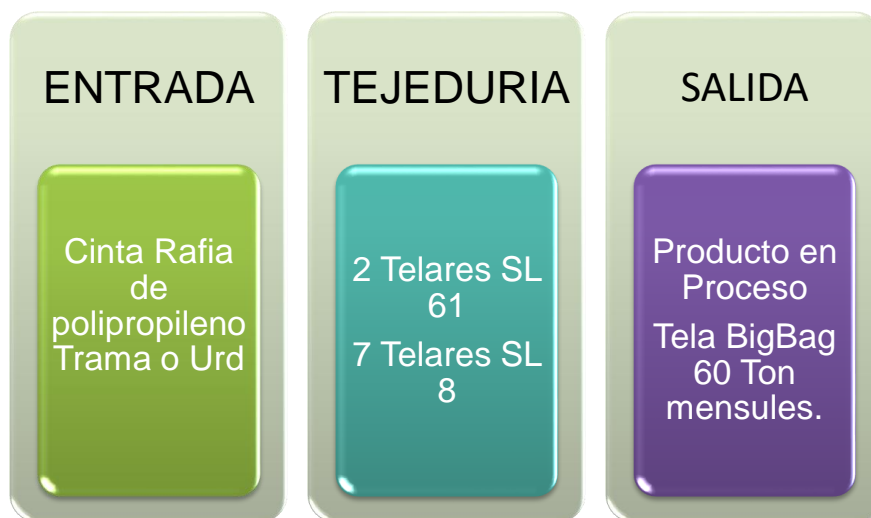 ENTRADA
Cinta Rafia
de
polipropileno
Trama o Urd
TEJEDURIA
2 Telares SL
61
7 Telares SL
8
SALIDA
Producto en
Proceso
Tela BigBag
60 Ton
mensules.